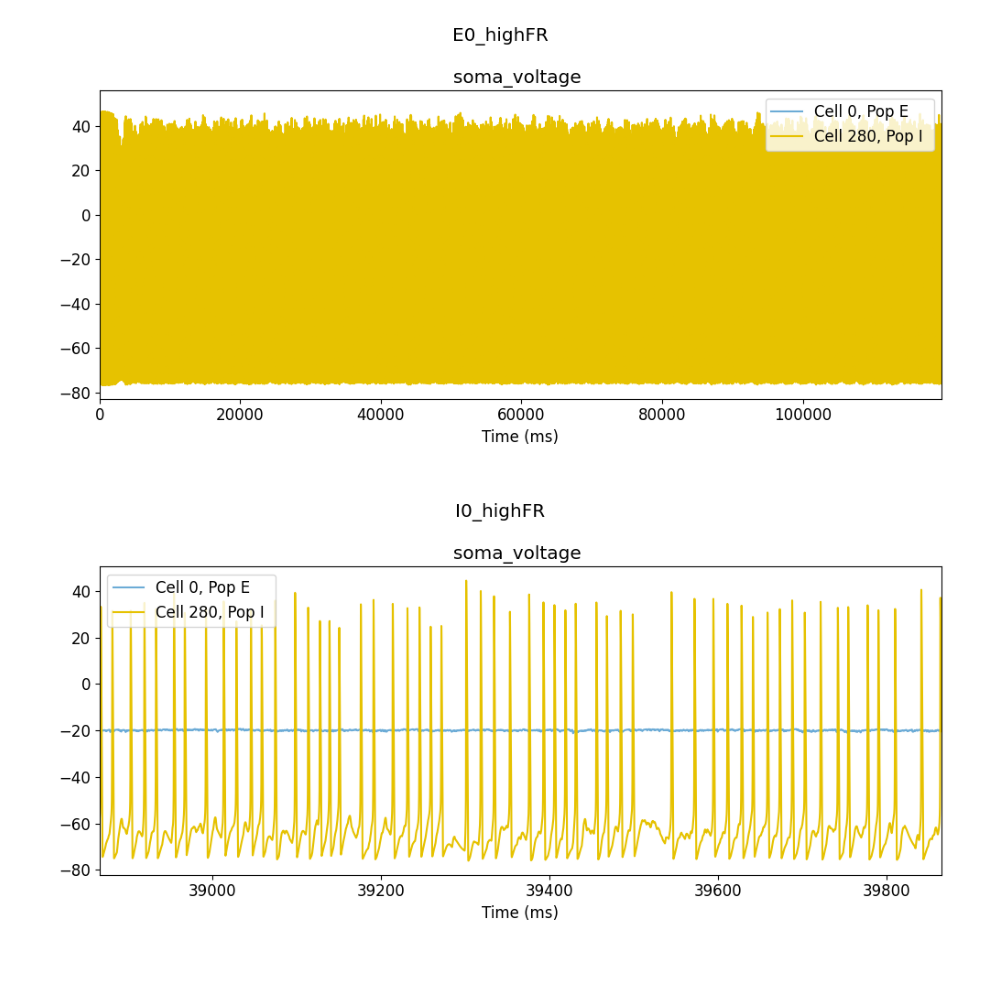 E0_highFR
soma_voltage
Cell 0, Pop E
Cell 280, Pop I
40
20
0
−20
−40
−60
−80
0 20000 40000 60000 80000 100000
Time (ms)
I0_highFR
soma_voltage
Cell 0, Pop E
Cell 280, Pop I
40
20
0
−20
−40
−60
−80
39000 39200 39400 39600 39800
Time (ms)